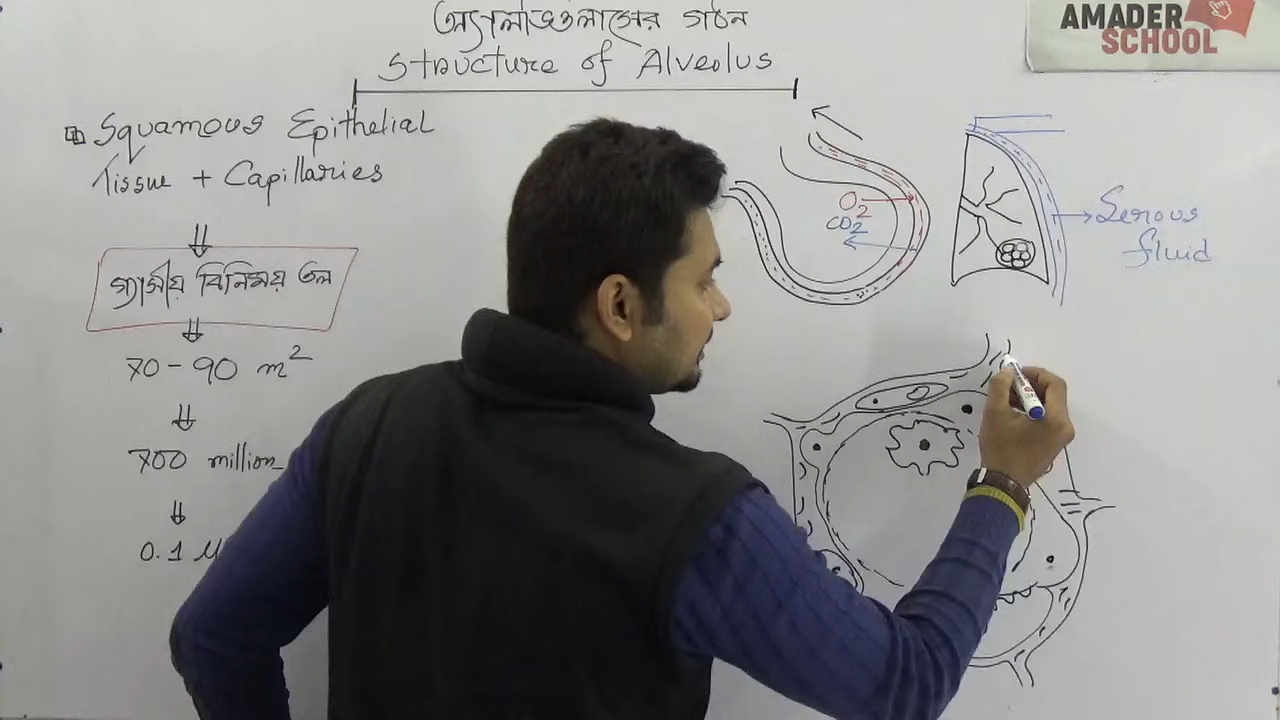 অ্যালভিওলাসের গঠন
Structure of Alveolus
AMADER
SCHOOL
Squamous Epithelial
Tissue + Capillaries
গ্যাসীয় বিনিময় তল
70-90 m²
700 million
0.1
O₂
CO₂
Serous
fluid